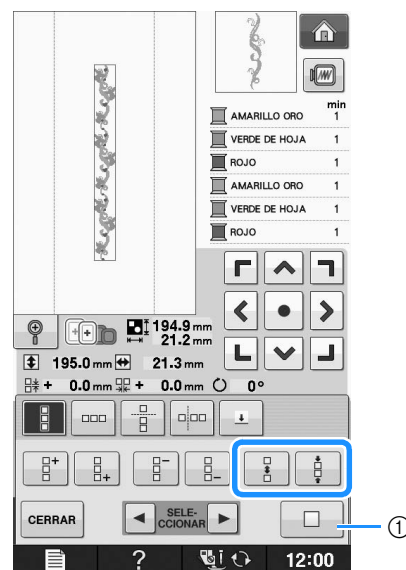 min
AMARILLO ORO 1
VERDE DE HOJA 1
ROJO 1
AMARILLO ORO 1
VERDE DE HOJA 1
ROJO 1
194.9 mm
21.2 mm
195.0 mm 21.3 mm
+ 0.0 mm + 0.0 mm 0°
CERRAR
SELE-
CCIONAR
①
? 12:00